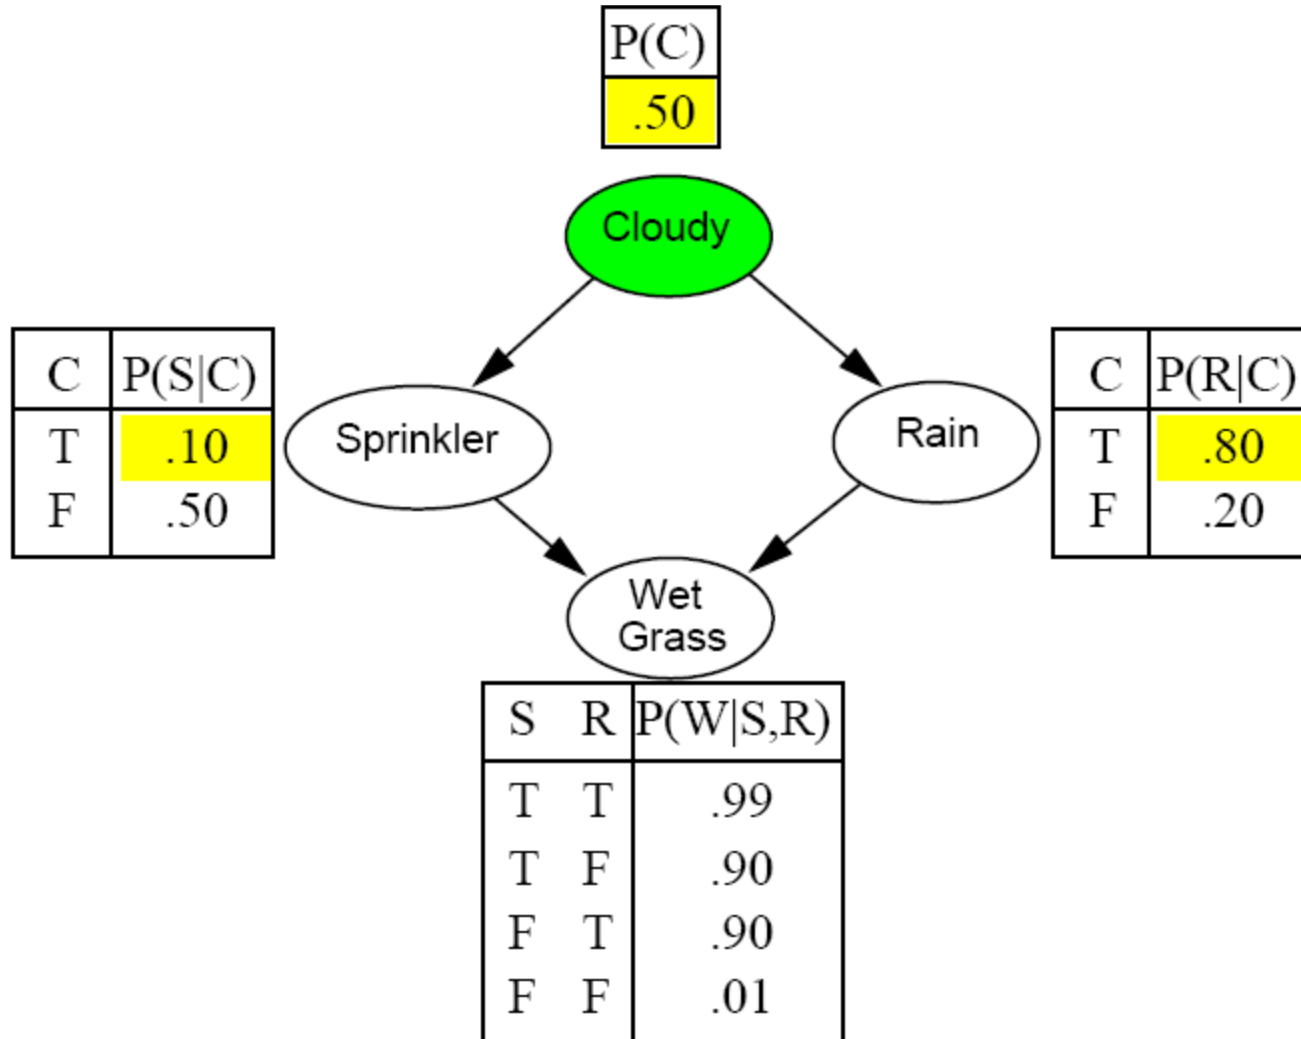 P(C)
.50
Cloudy
C P(S|C)
T .10
F .50
Sprinkler
Rain
C P(R|C)
T .80
F .20
Wet
Grass
S R P(W|S,R)
T T .99
T F .90
F T .90
F F .01